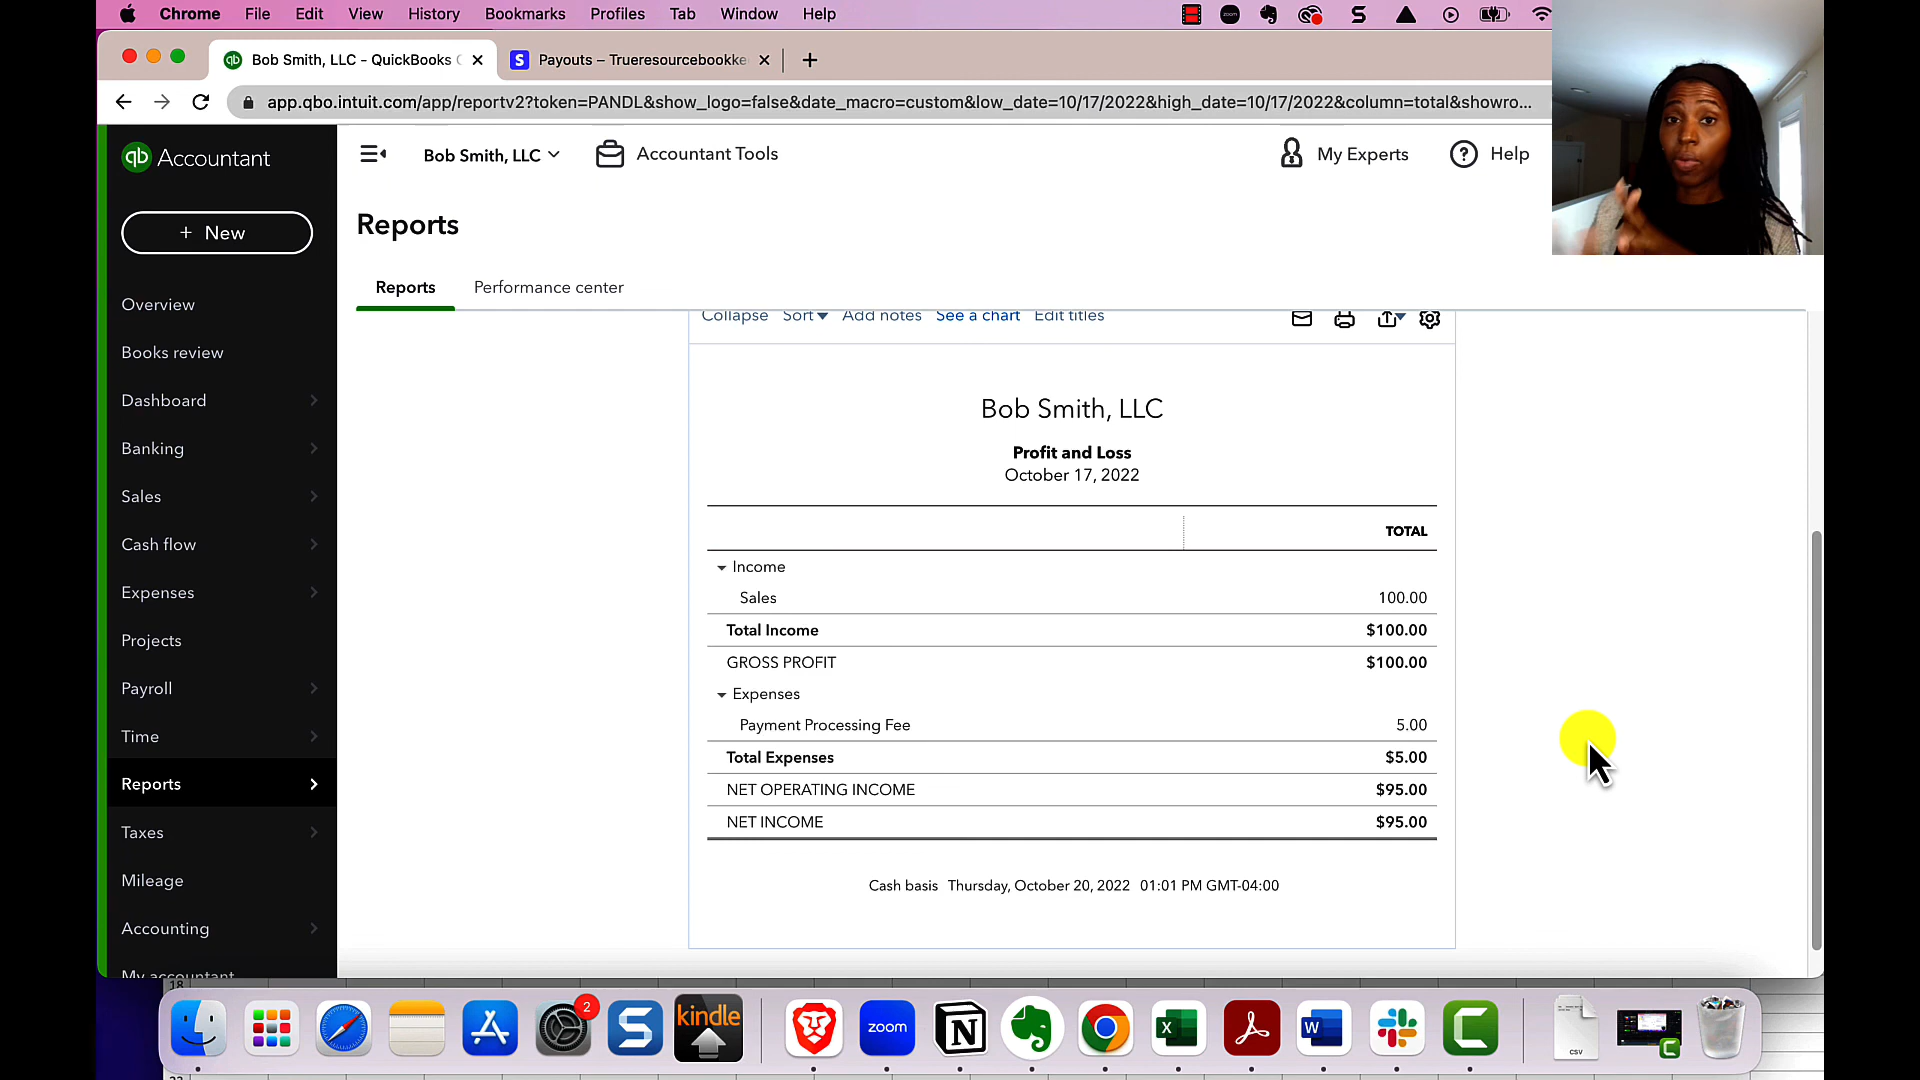 Chrome File Edit View History Bookmarks Profiles Tab Window Help
Bob Smith, LLC - QuickBooks
Payouts – Trueresourcebookke
app.qbo.intuit.com/app/reportv2?token=PANDL&show_logo=false&date_macro=custom&low_date=10/17/2022&high_date=10/17/2022&column=total&showro...
qb Accountant
Bob Smith, LLC
Accountant Tools
My Experts
Help
+ New
Reports
Reports Performance center
Overview
Books review
Dashboard
Banking
Sales
Cash flow
Expenses
Projects
Payroll
Time
Reports
Taxes
Mileage
Accounting
My accountant
Collapse Sort Add notes See a chart Edit titles
Bob Smith, LLC
Profit and Loss
October 17, 2022
TOTAL
Income
Sales 100.00
Total Income $100.00
GROSS PROFIT $100.00
Expenses
Payment Processing Fee 5.00
Total Expenses $5.00
NET OPERATING INCOME $95.00
NET INCOME $95.00
Cash basis Thursday, October 20, 2022 01:01 PM GMT-04:00
18
2
kindle
zoom
CSV